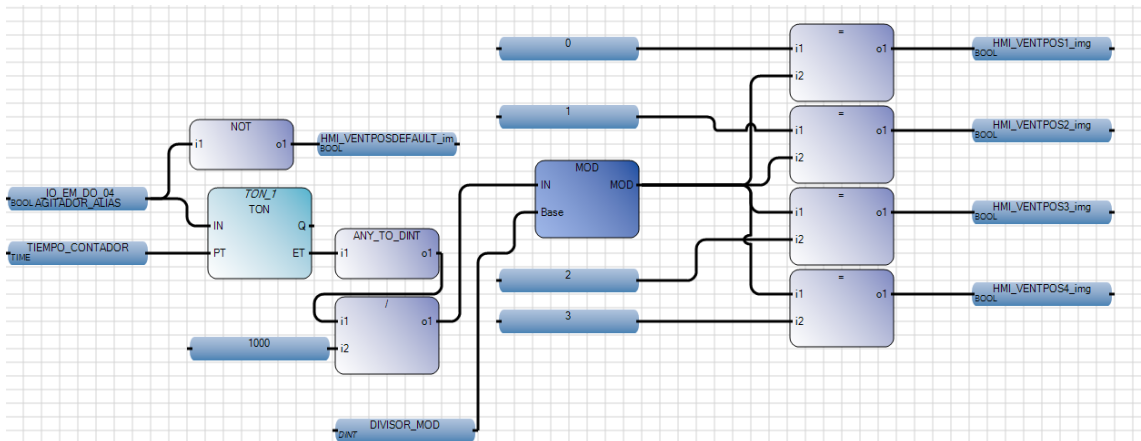 0
=
i1
o1
i2
HMI_VENTPOS1_img
BOOL
1
=
i1
o1
i2
HMI_VENTPOS2_img
BOOL
NOT
i1
o1
HMI_VENTPOSDEFAULT_im
BOOL
MOD
IN
MOD
Base
IO_EM_DO_04
BOOL AGITADOR_ALIAS
TON_1
TON
IN
Q
PT
ET
TIEMPO_CONTADOR
TIME
ANY_TO_DINT
i1
o1
=
i1
o1
i2
HMI_VENTPOS3_img
BOOL
2
/
i1
o1
i2
1000
3
=
i1
o1
i2
HMI_VENTPOS4_img
BOOL
DIVISOR_MOD
DINT